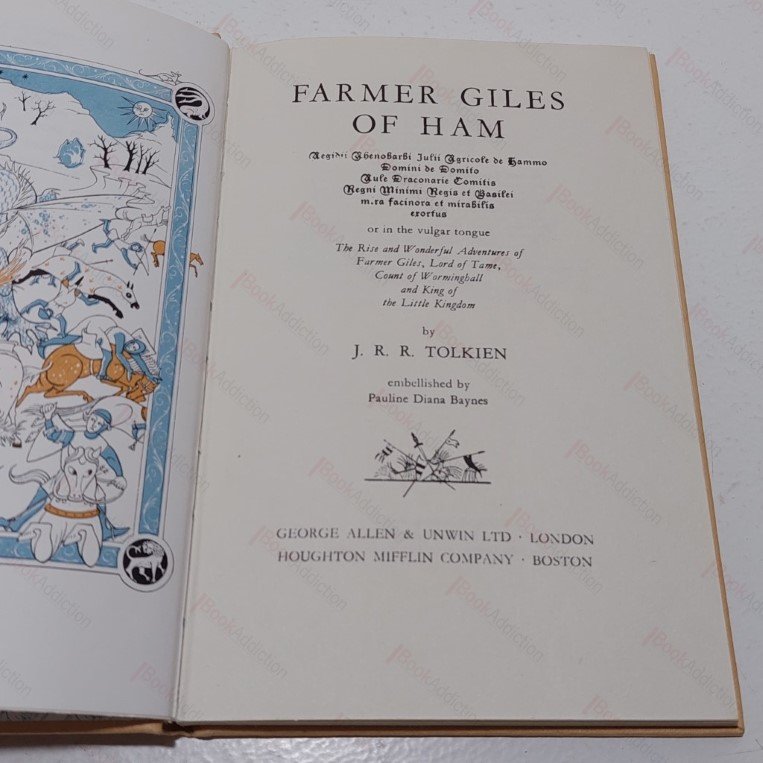 FARMER GILES
OF HAM
Aegidii Ahenobarbi Julii Agricole de Hammo
Domini de Domito
Aule Draconarie Comitis
Regni Minimi Regis et Basilei
mira facinora et mirabilis
exortus
or in the vulgar tongue
The Rise and Wonderful Adventures of
Farmer Giles, Lord of Tame,
Count of Worminghall
and King of
the Little Kingdom
by
J. R. R. TOLKIEN
embellished by
Pauline Diana Baynes
GEORGE ALLEN & UNWIN LTD · LONDON
HOUGHTON MIFFLIN COMPANY · BOSTON
BookAddiction